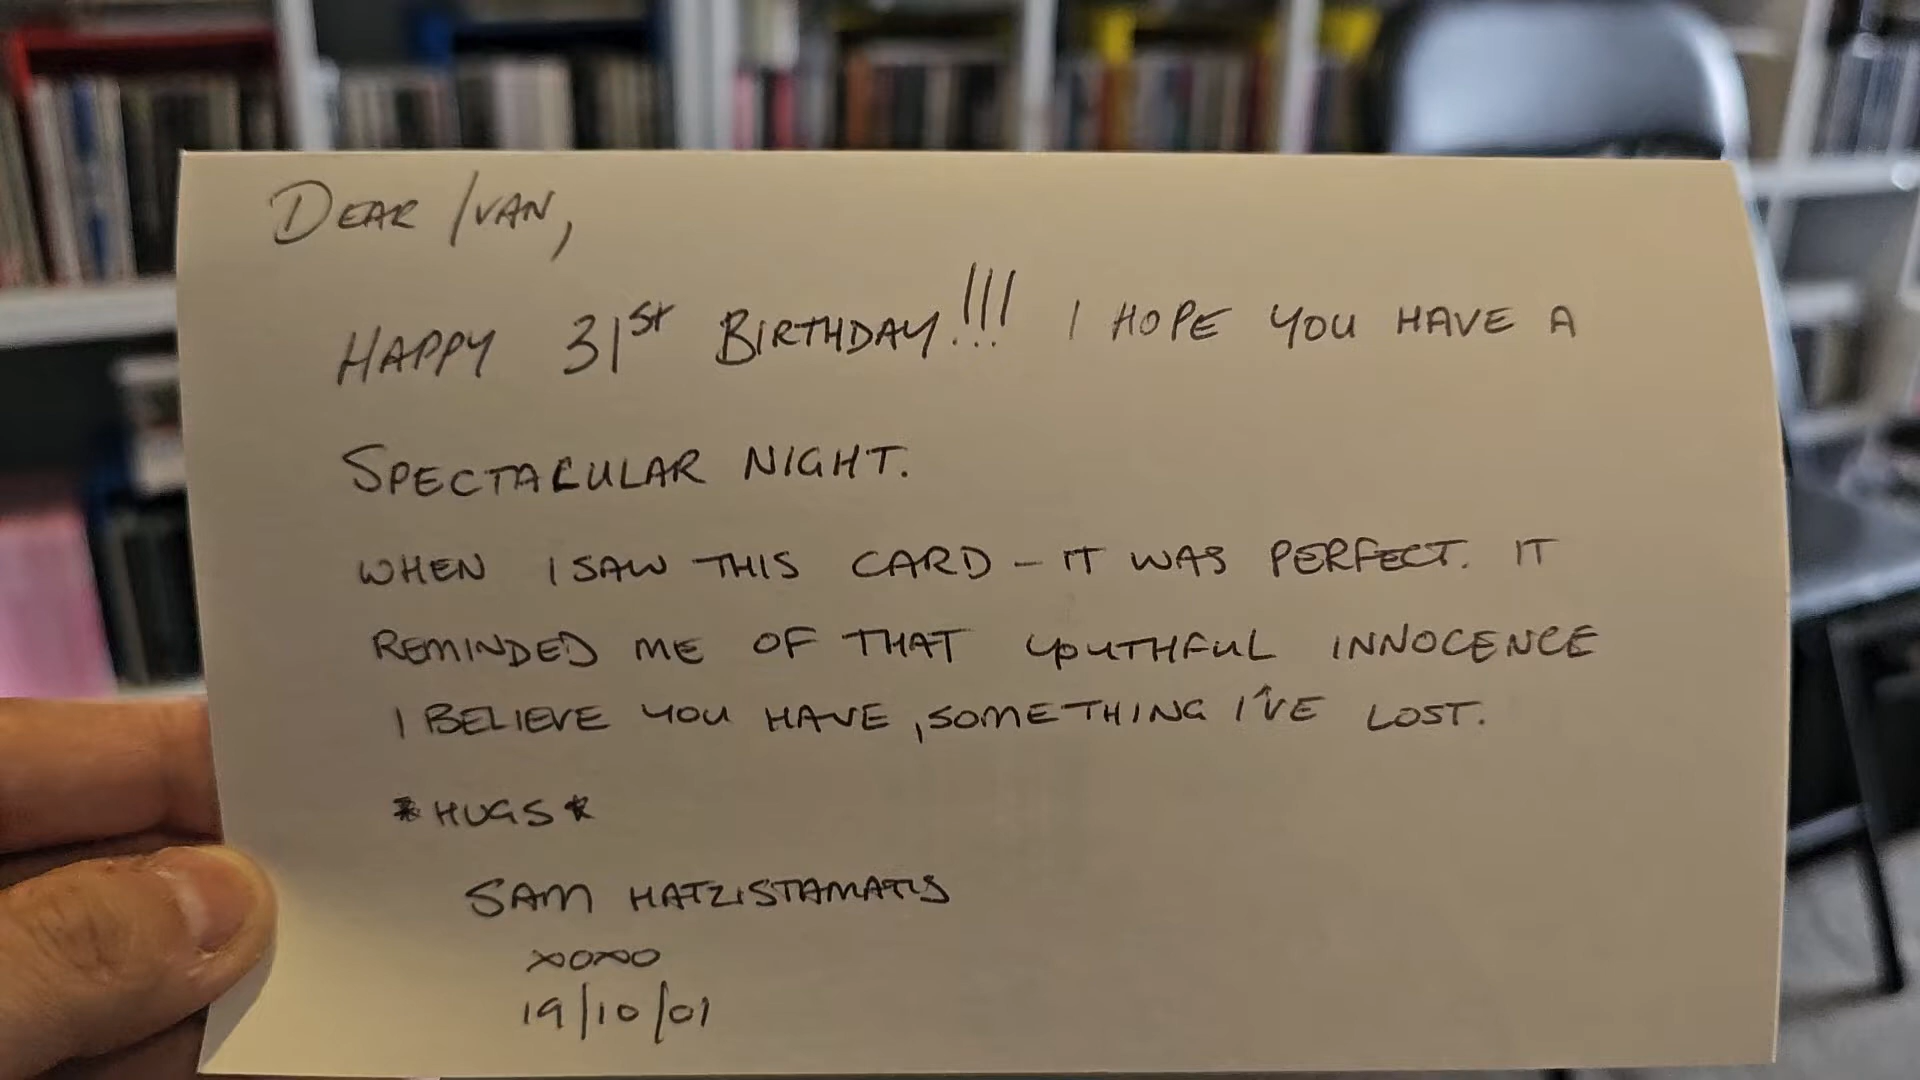 DEAR IVAN,
HAPPY 31ST BIRTHDAY!!! I HOPE YOU HAVE A
SPECTACULAR NIGHT.
WHEN I SAW THIS CARD – IT WAS PERFECT. IT
REMINDED ME OF THAT YOUTHFUL INNOCENCE
I BELIEVE YOU HAVE, SOMETHING I'VE LOST.
*HUGS*
SAM HATZISTAMATIS
XOXO
19/10/01